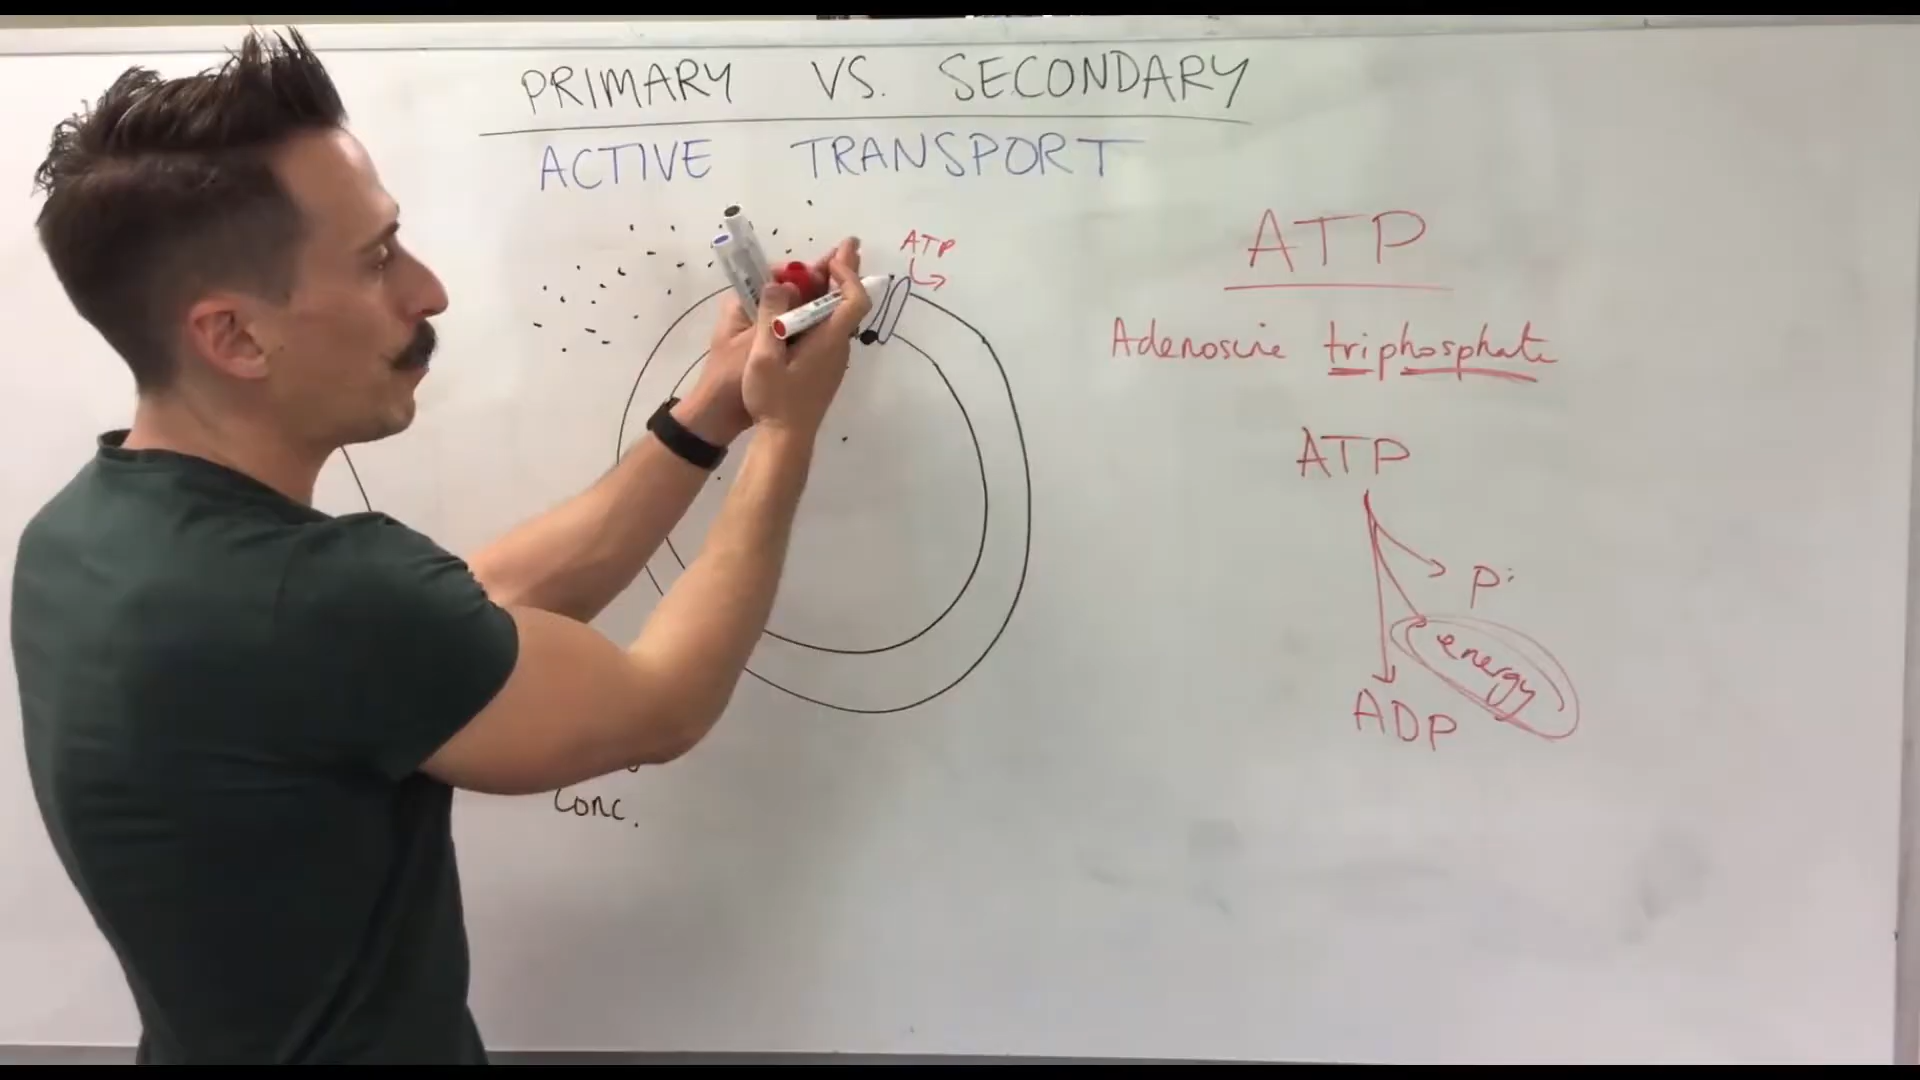 PRIMARY VS. SECONDARY
ACTIVE TRANSPORT
ATP
ATP
Adenosine triphosphate
ATP
Pi
energy
ADP
Conc.